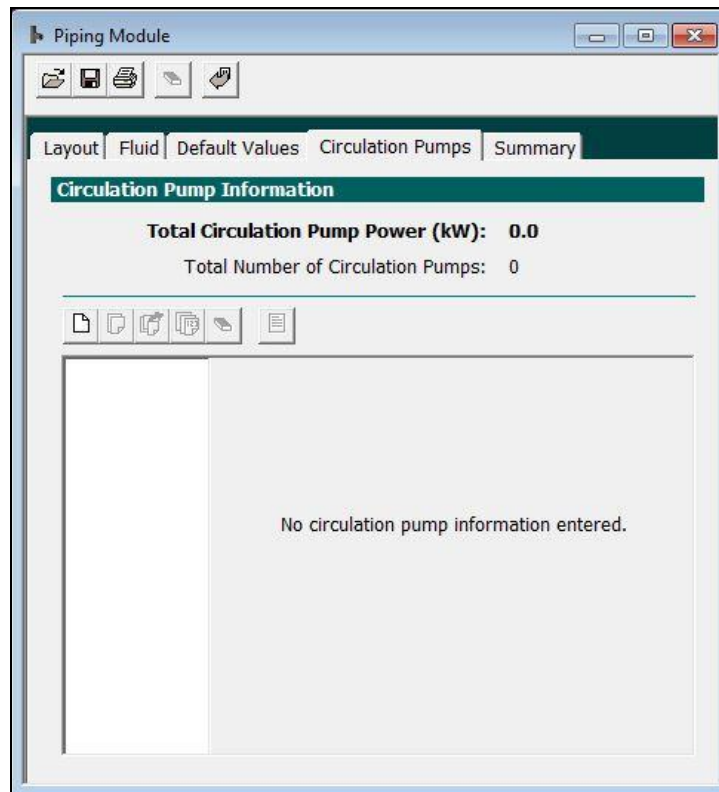 Piping Module
Layout Fluid Default Values Circulation Pumps Summary
Circulation Pump Information
Total Circulation Pump Power (kW): 0.0
Total Number of Circulation Pumps: 0
No circulation pump information entered.